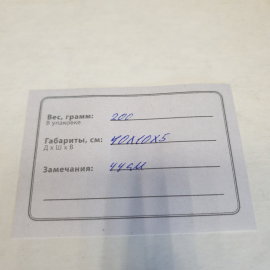 Вес, грамм: 200
В упаковке
Габариты, см: 40х10х5
Д х Ш х В
Замечания: 44см